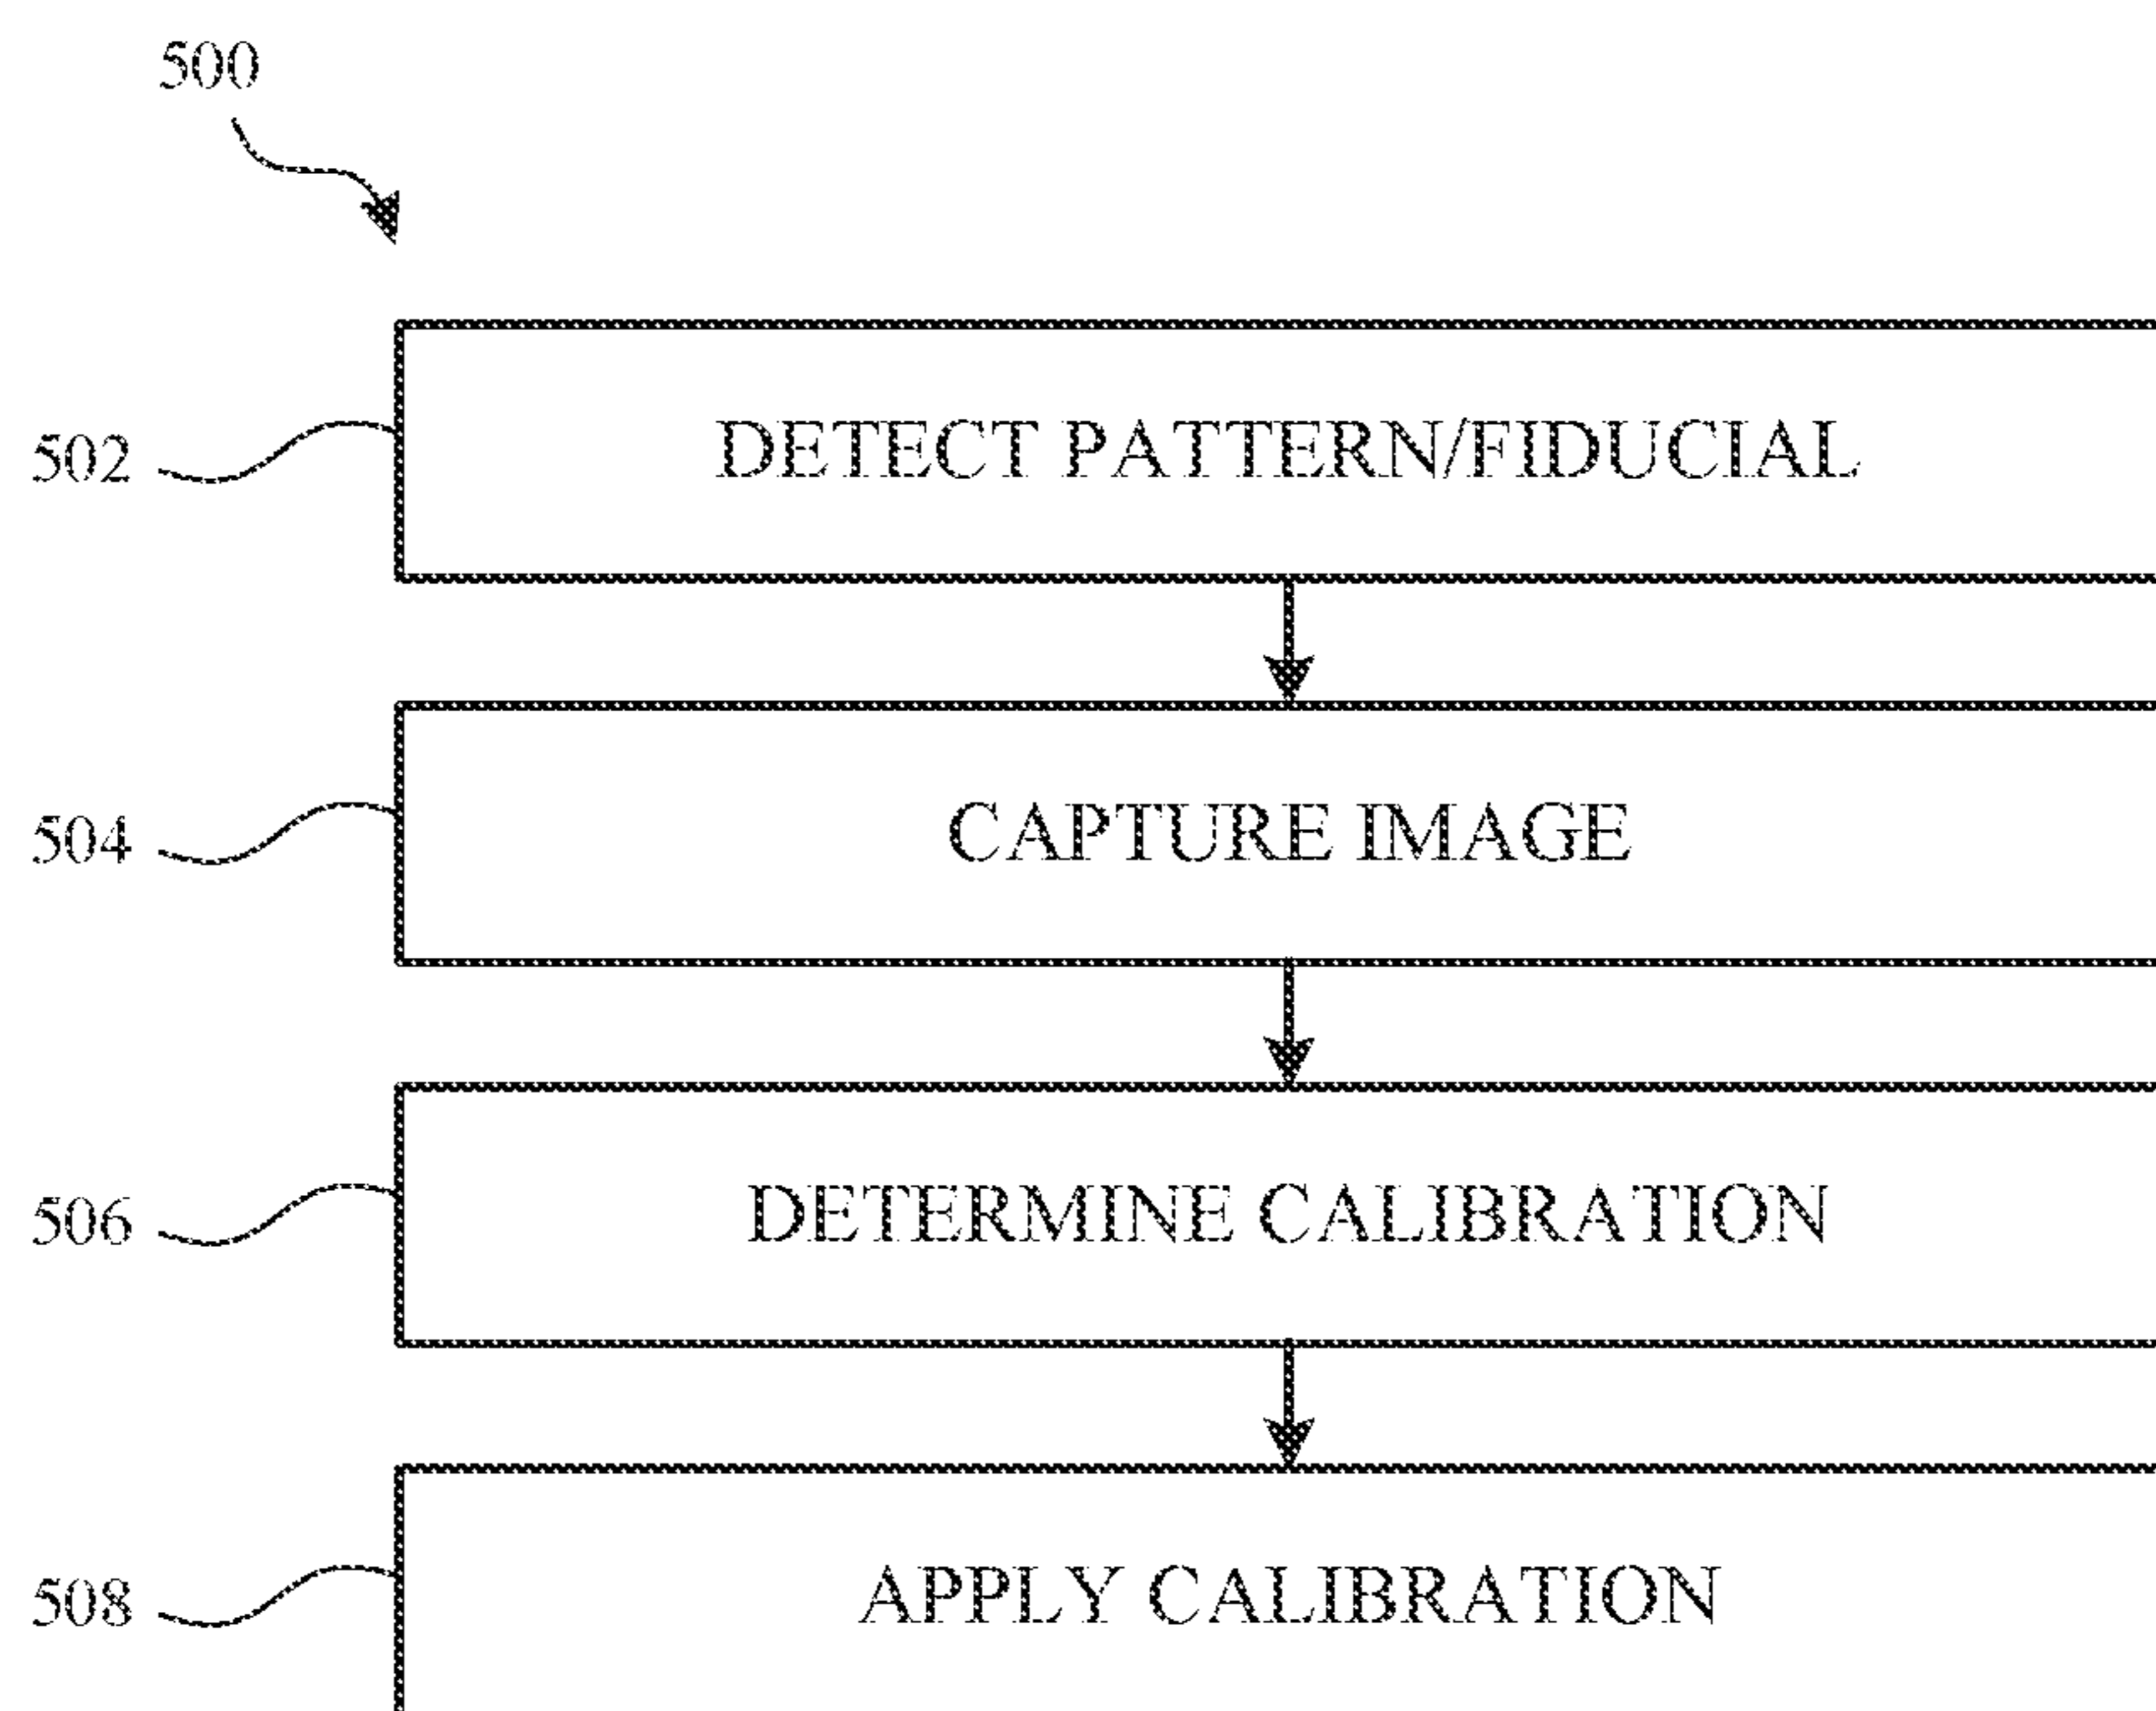 500
502 DETECT PATTERN/FIDUCIAL
504 CAPTURE IMAGE
506 DETERMINE CALIBRATION
508 APPLY CALIBRATION